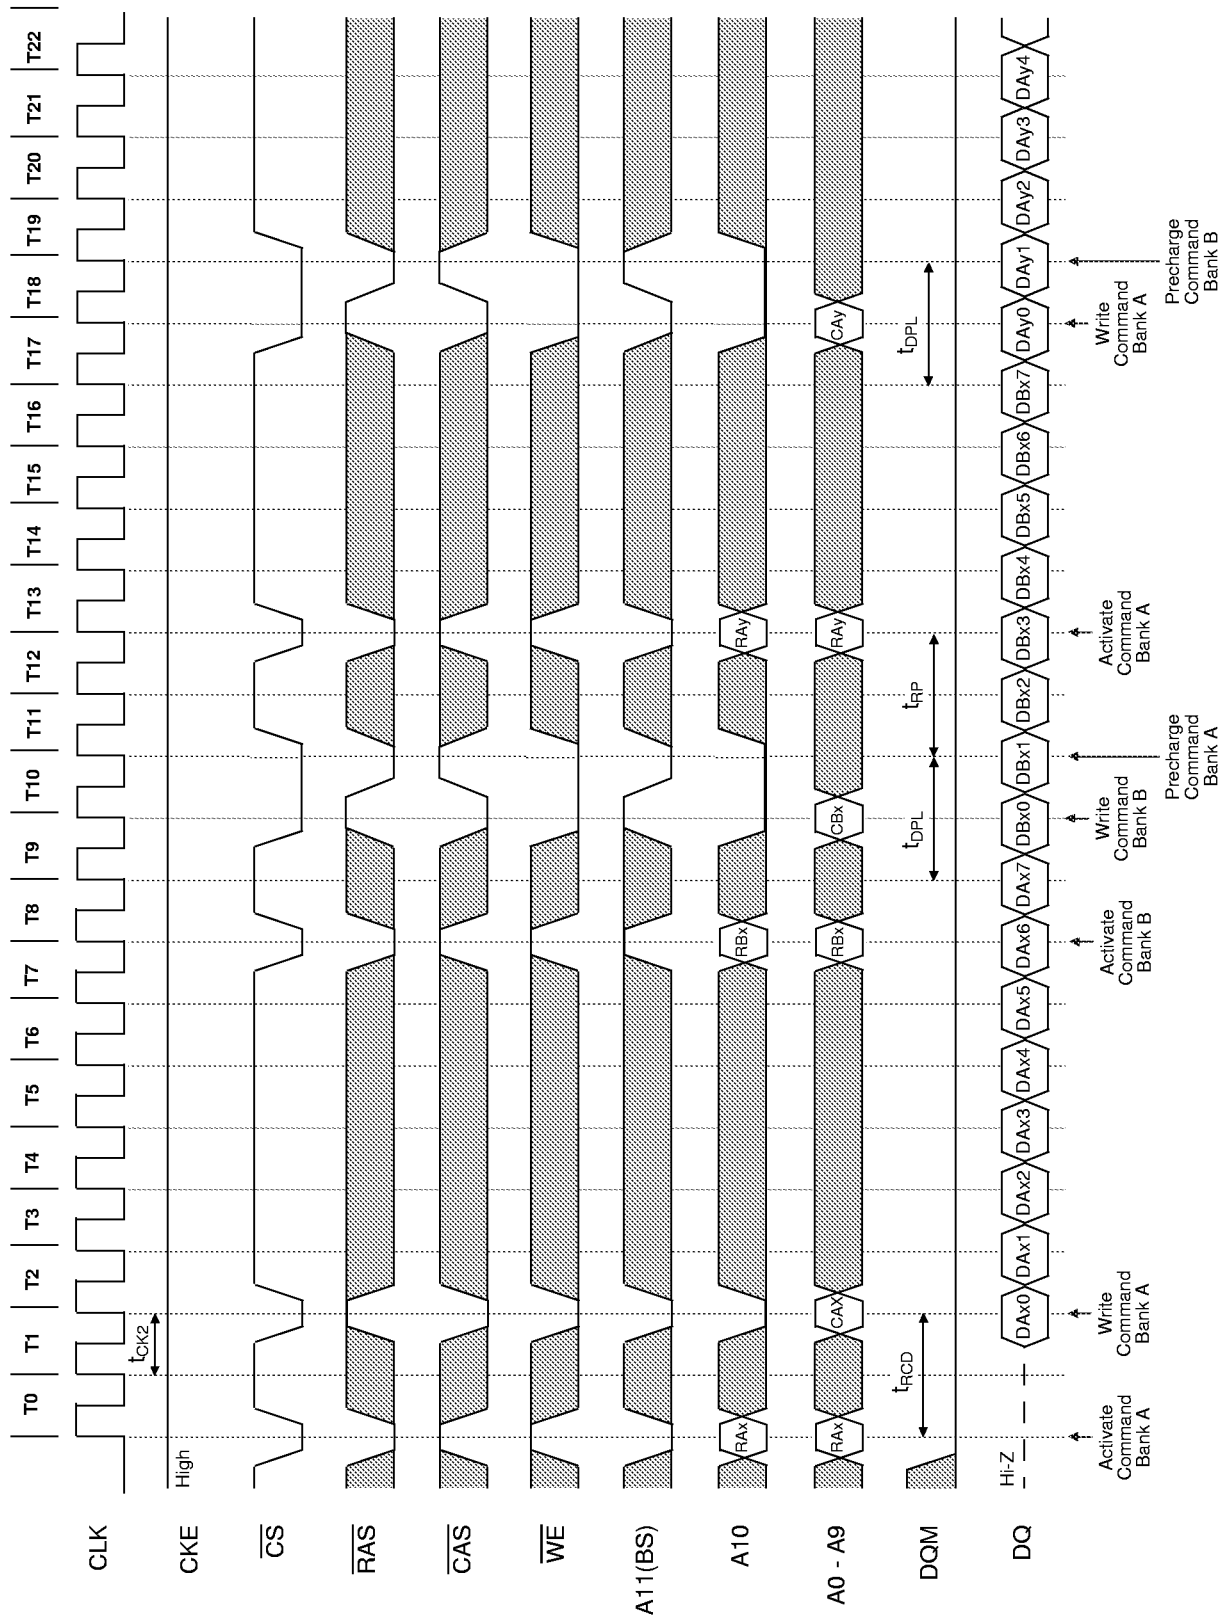 T0 T1 T2 T3 T4 T5 T6 T7 T8 T9 T10 T11 T12 T13 T14 T15 T16 T17 T18 T19 T20 T21 T22
CLK
tCK2
CKE
High
CS
RAS
CAS
WE
A11(BS)
A10
RAx RBx RAy
A0 - A9
RAx CAX RBx CBx RAy CAy
DQM
tRCD tDPL tRP tDPL
DQ
Hi-Z
DAx0 DAx1 DAx2 DAx3 DAx4 DAx5 DAx6 DAx7 DBx0 DBx1 DBx2 DBx3 DBx4 DBx5 DBx6 DBx7 DAy0 DAy1 DAy2 DAy3 DAy4
Activate
Command
Bank A
Write
Command
Bank A
Activate
Command
Bank B
Write
Command
Bank B
Precharge
Command
Bank A
Activate
Command
Bank A
Write
Command
Bank A
Precharge
Command
Bank B